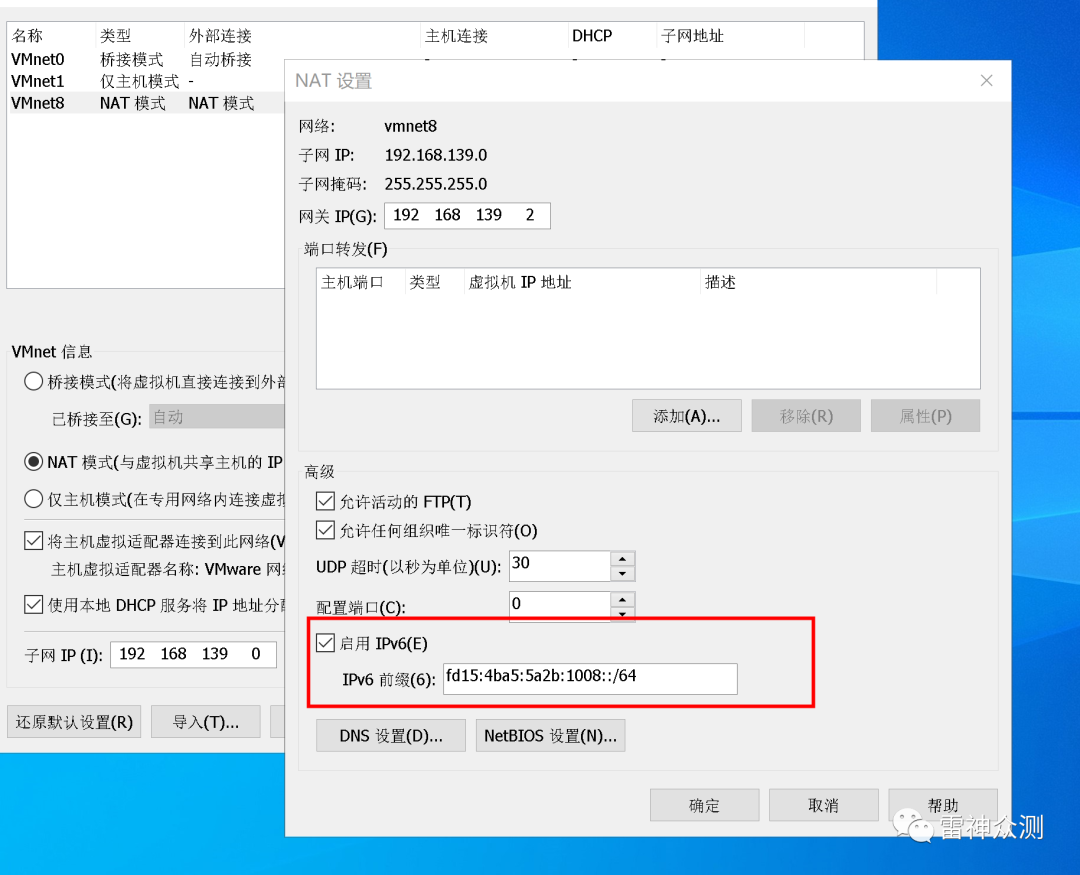 名称 类型 外部连接 主机连接 DHCP 子网地址
VMnet0 桥接模式 自动桥接 - - -
VMnet1 仅主机模式 -
VMnet8 NAT 模式 NAT 模式
NAT 设置
网络: vmnet8
子网 IP: 192.168.139.0
子网掩码: 255.255.255.0
网关 IP(G): 192 168 139 2
端口转发(F)
主机端口 类型 虚拟机 IP 地址 描述
添加(A)... 移除(R) 属性(P)
高级
允许活动的 FTP(T)
允许任何组织唯一标识符(O)
UDP 超时(以秒为单位)(U): 30
配置端口(C): 0
启用 IPv6(E)
IPv6 前缀(6): fd15:4ba5:5a2b:1008::/64
DNS 设置(D)... NetBIOS 设置(N)...
确定 取消 帮助
VMnet 信息
桥接模式(将虚拟机直接连接到外部
已桥接至(G): 自动
NAT 模式(与虚拟机共享主机的 IP
仅主机模式(在专用网络内连接虚拟
将主机虚拟适配器连接到此网络(V
主机虚拟适配器名称: VMware 网络
使用本地 DHCP 服务将 IP 地址分配
子网 IP (I): 192 168 139 0
还原默认设置(R) 导入(T)...
雷神众测